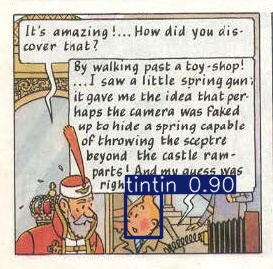 It's amazing!... How did you dis-
cover that?
By walking past a toy-shop!
...I saw a little spring gun;
it gave me the idea that per-
haps the camera was faked
up to hide a spring capable
of throwing the sceptre
beyond the castle ram-
parts! And my guess was
righ
tintin 0.90